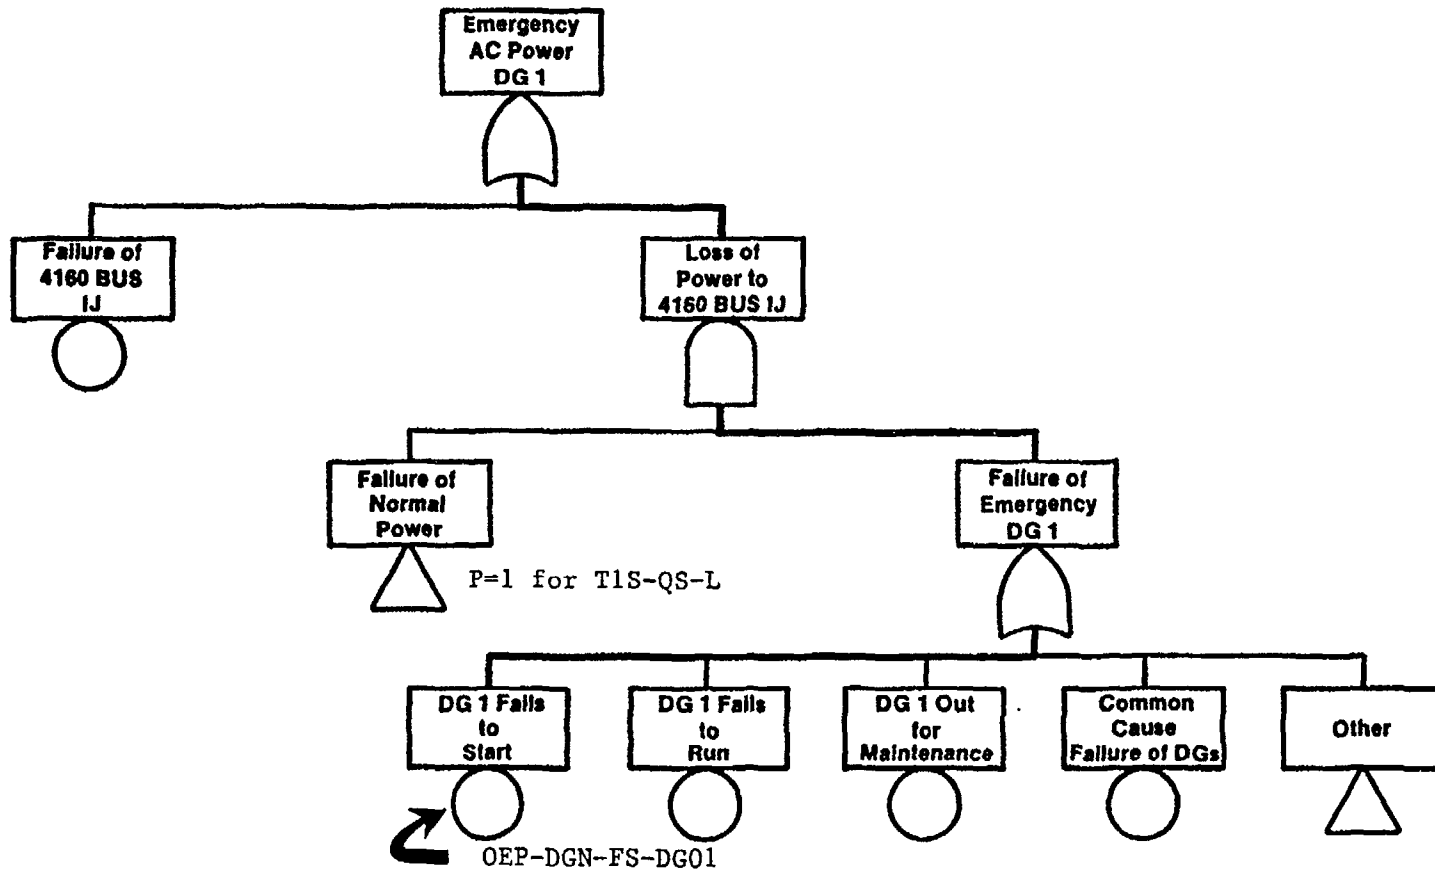 Emergency
AC Power
DG 1
Failure of
4160 BUS
IJ
Loss of
Power to
4160 BUS IJ
Failure of
Normal
Power
P=1 for T1S-QS-L
Failure of
Emergency
DG 1
DG 1 Fails
to
Start
DG 1 Fails
to
Run
DG 1 Out
for
Maintenance
Common
Cause
Failure of DGs
Other
OEP-DGN-FS-DG01